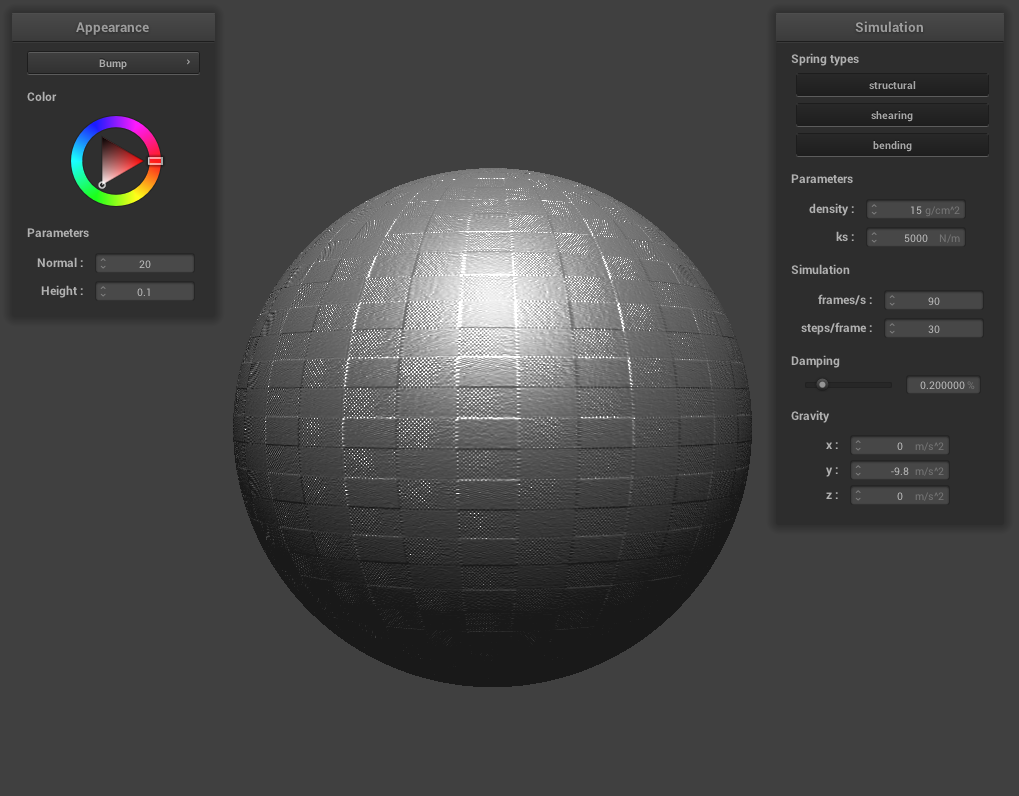 Appearance
Bump
Color
Parameters
Normal : 20
Height : 0.1
Simulation
Spring types
structural
shearing
bending
Parameters
density : 15 g/cm^2
ks : 5000 N/m
Simulation
frames/s : 90
steps/frame : 30
Damping
0.200000 %
Gravity
x : 0 m/s^2
y : -9.8 m/s^2
z : 0 m/s^2